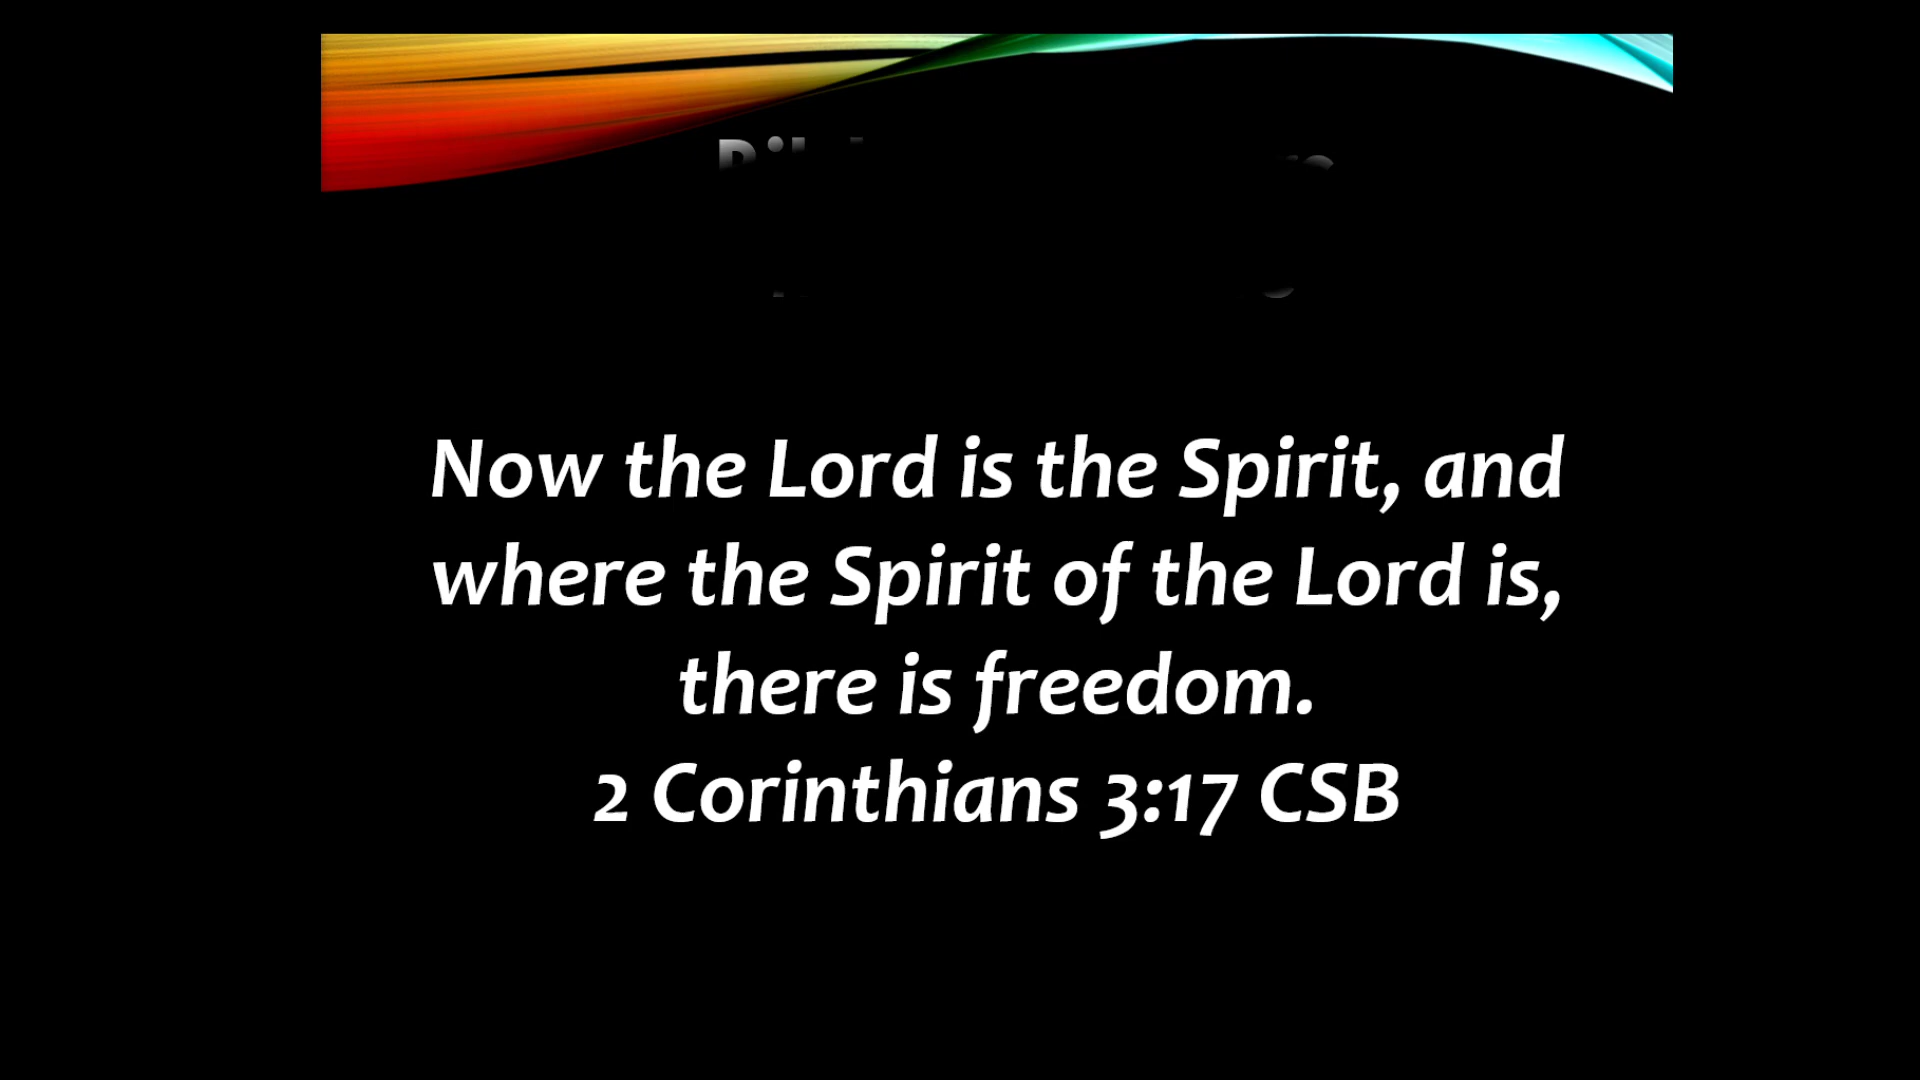 Now the Lord is the Spirit, and
where the Spirit of the Lord is,
there is freedom.
2 Corinthians 3:17 CSB